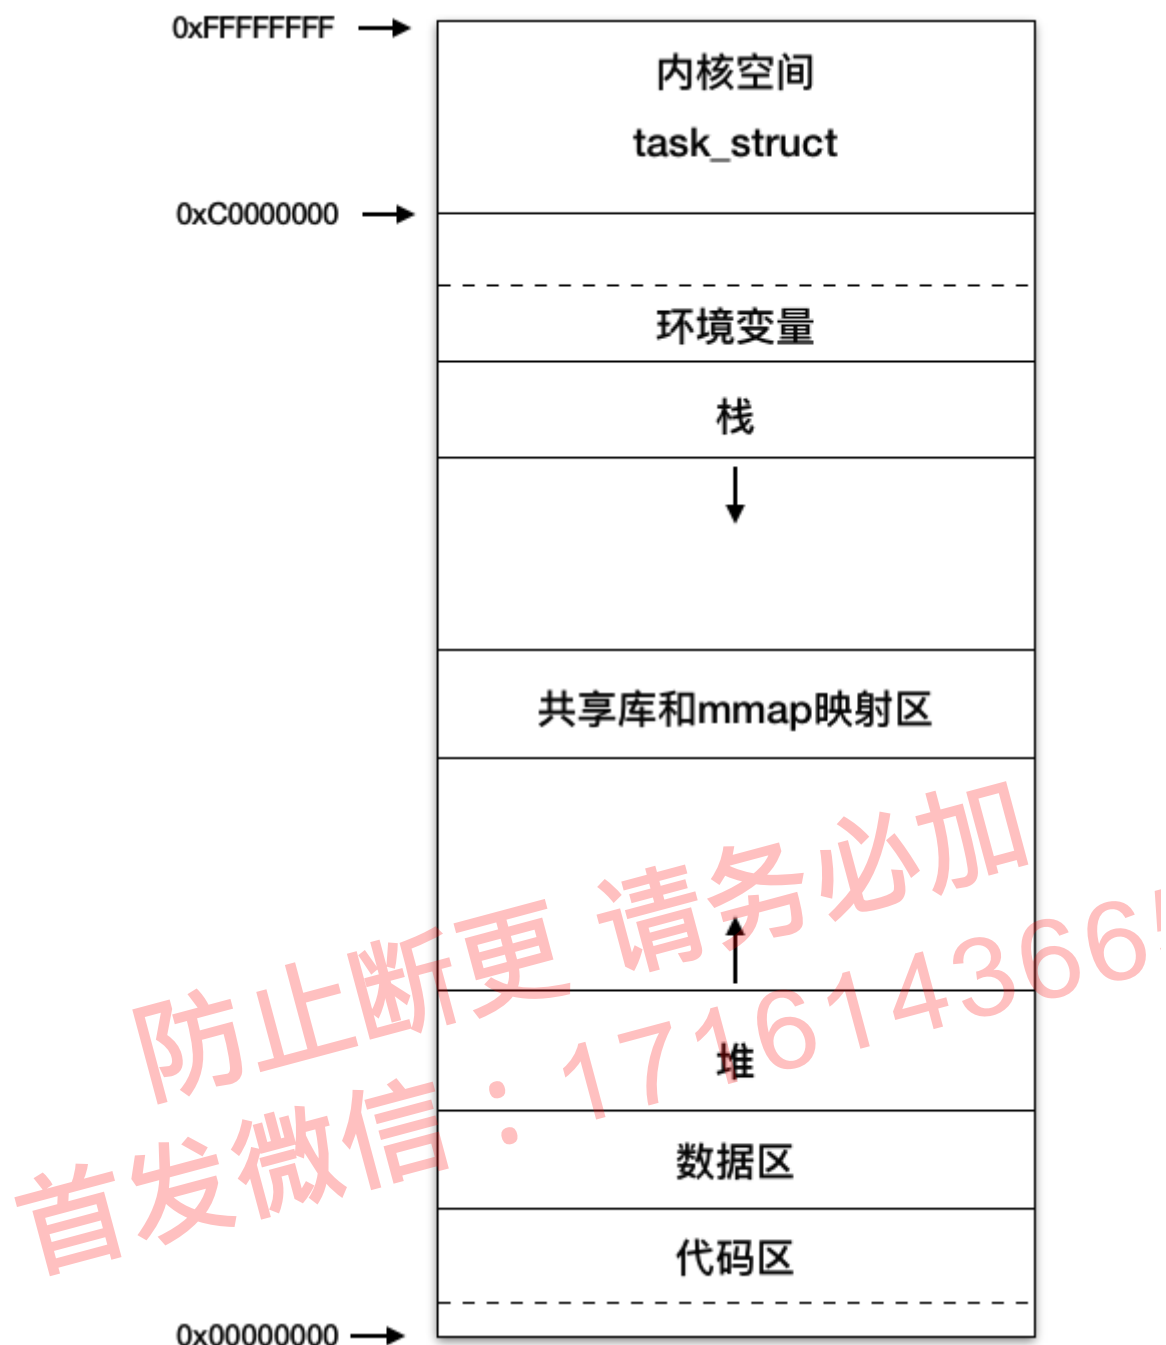 0xFFFFFFFF
内核空间
task_struct
0xC0000000
环境变量
栈
共享库和mmap映射区
防止断更 请务必加
首发微信：1716143665
堆
数据区
代码区
0x00000000